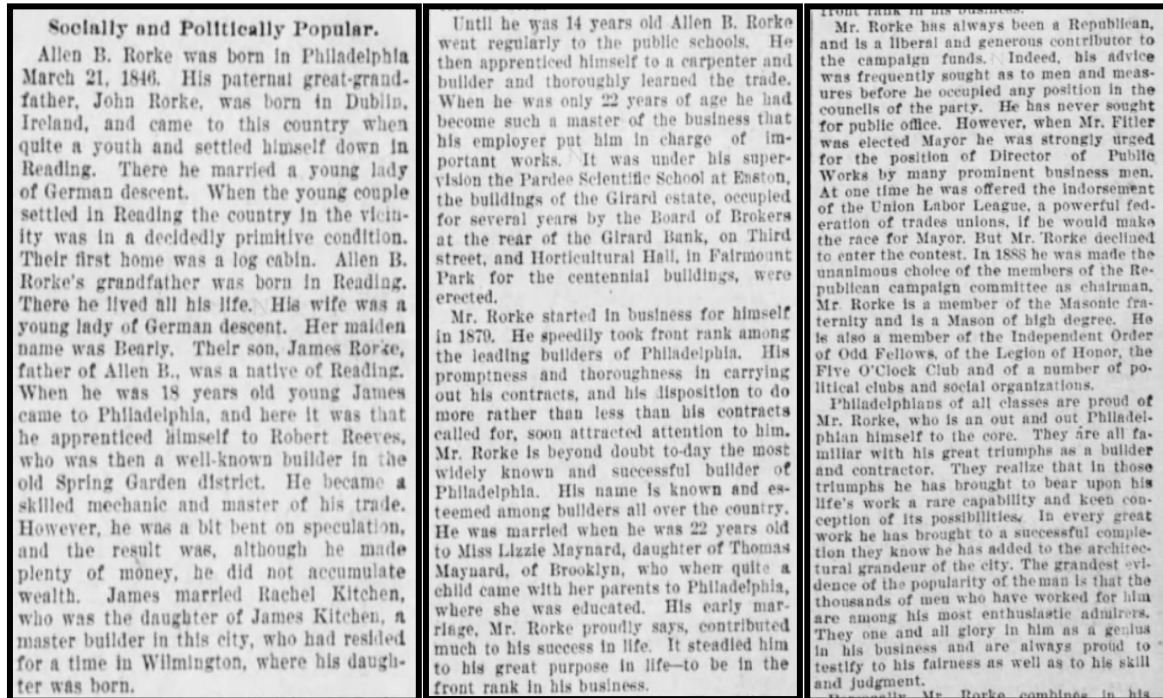 Socially and Politically Popular.
Allen B. Rorke was born in Philadelphia
March 21, 1846. His paternal great-grand-
father, John Rorke, was born in Dublin,
Ireland, and came to this country when
quite a youth and settled himself down in
Reading. There he married a young lady
of German descent. When the young couple
settled in Reading the country in the vicin-
ity was in a decidedly primitive condition.
Their first home was a log cabin. Allen B.
Rorke's grandfather was born in Reading.
There he lived all his life. His wife was a
young lady of German descent. Her maiden
name was Bearly. Their son, James Rorke,
father of Allen B., was a native of Reading.
When he was 18 years old young James
came to Philadelphia, and here it was that
he apprenticed himself to Robert Reeves,
who was then a well-known builder in the
old Spring Garden district. He became a
skilled mechanic and master of his trade.
However, he was a bit bent on speculation,
and the result was, although he made
plenty of money, he did not accumulate
wealth. James married Rachel Kitchen,
who was the daughter of James Kitchen, a
master builder in this city, who had resided
for a time in Wilmington, where his daugh-
ter was born.
Until he was 14 years old Allen B. Rorke
went regularly to the public schools. He
then apprenticed himself to a carpenter and
builder and thoroughly learned the trade.
When he was only 22 years of age he had
become such a master of the business that
his employer put him in charge of im-
portant works. It was under his super-
vision the Pardee Scientific School at Easton,
the buildings of the Girard estate, occupied
for several years by the Board of Brokers
at the rear of the Girard Bank, on Third
street, and Horticultural Hall, in Fairmount
Park for the centennial buildings, were
erected.
Mr. Rorke started in business for himself
in 1879. He speedily took front rank among
the leading builders of Philadelphia. His
promptness and thoroughness in carrying
out his contracts, and his disposition to do
more rather than less than his contracts
called for, soon attracted attention to him.
Mr. Rorke is beyond doubt to-day the most
widely known and successful builder of
Philadelphia. His name is known and es-
teemed among builders all over the country.
He was married when he was 22 years old
to Miss Lizzie Maynard, daughter of Thomas
Maynard, of Brooklyn, who when quite a
child came with her parents to Philadelphia,
where she was educated. His early mar-
riage, Mr. Rorke proudly says, contributed
much to his success in life. It steadied him
to his great purpose in life—to be in the
front rank in his business.
front rank in his business.
Mr. Rorke has always been a Republican,
and is a liberal and generous contributor to
the campaign funds. Indeed, his advice
was frequently sought as to men and meas-
ures before he occupied any position in the
councils of the party. He has never sought
for public office. However, when Mr. Fitler
was elected Mayor he was strongly urged
for the position of Director of Public
Works by many prominent business men.
At one time he was offered the indorsement
of the Union Labor League, a powerful fed-
eration of trades unions, if he would make
the race for Mayor. But Mr. Rorke declined
to enter the contest. In 1888 he was made the
unanimous choice of the members of the Re-
publican campaign committee as chairman.
Mr. Rorke is a member of the Masonic fra-
ternity and is a Mason of high degree. He
is also a member of the Independent Order
of Odd Fellows, of the Legion of Honor, the
Five O'Clock Club and of a number of po-
litical clubs and social organizations.
Philadelphians of all classes are proud of
Mr. Rorke, who is an out and out Philadel-
phian himself to the core. They are all fa-
miliar with his great triumphs as a builder
and contractor. They realize that in those
triumphs he has brought to bear upon his
life's work a rare capability and keen con-
ception of its possibilities. In every great
work he has brought to a successful comple-
tion they know he has added to the architec-
tural grandeur of the city. The grandest evi-
dence of the popularity of the man is that the
thousands of men who have worked for him
are among his most enthusiastic admirers.
They one and all glory in him as a genius
in his business and are always proud to
testify to his fairness as well as to his skill
and judgment.
Mr. Rorke combines in his